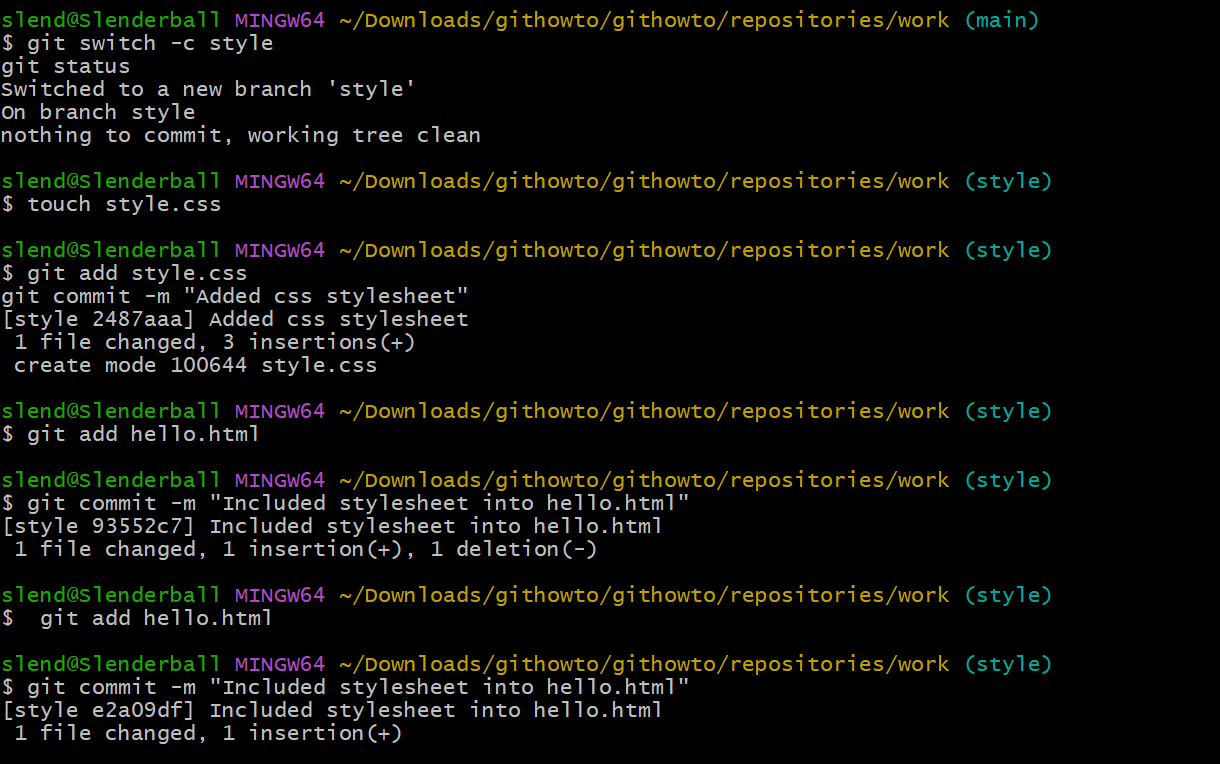 slend@Slenderball MINGW64 ~/Downloads/githowto/githowto/repositories/work (main)
$ git switch -c style
git status
Switched to a new branch 'style'
On branch style
nothing to commit, working tree clean
slend@Slenderball MINGW64 ~/Downloads/githowto/githowto/repositories/work (style)
$ touch style.css
slend@Slenderball MINGW64 ~/Downloads/githowto/githowto/repositories/work (style)
$ git add style.css
git commit -m "Added css stylesheet"
[style 2487aaa] Added css stylesheet
 1 file changed, 3 insertions(+)
 create mode 100644 style.css
slend@Slenderball MINGW64 ~/Downloads/githowto/githowto/repositories/work (style)
$ git add hello.html
slend@Slenderball MINGW64 ~/Downloads/githowto/githowto/repositories/work (style)
$ git commit -m "Included stylesheet into hello.html"
[style 93552c7] Included stylesheet into hello.html
 1 file changed, 1 insertion(+), 1 deletion(-)
slend@Slenderball MINGW64 ~/Downloads/githowto/githowto/repositories/work (style)
$  git add hello.html
slend@Slenderball MINGW64 ~/Downloads/githowto/githowto/repositories/work (style)
$ git commit -m "Included stylesheet into hello.html"
[style e2a09df] Included stylesheet into hello.html
 1 file changed, 1 insertion(+)